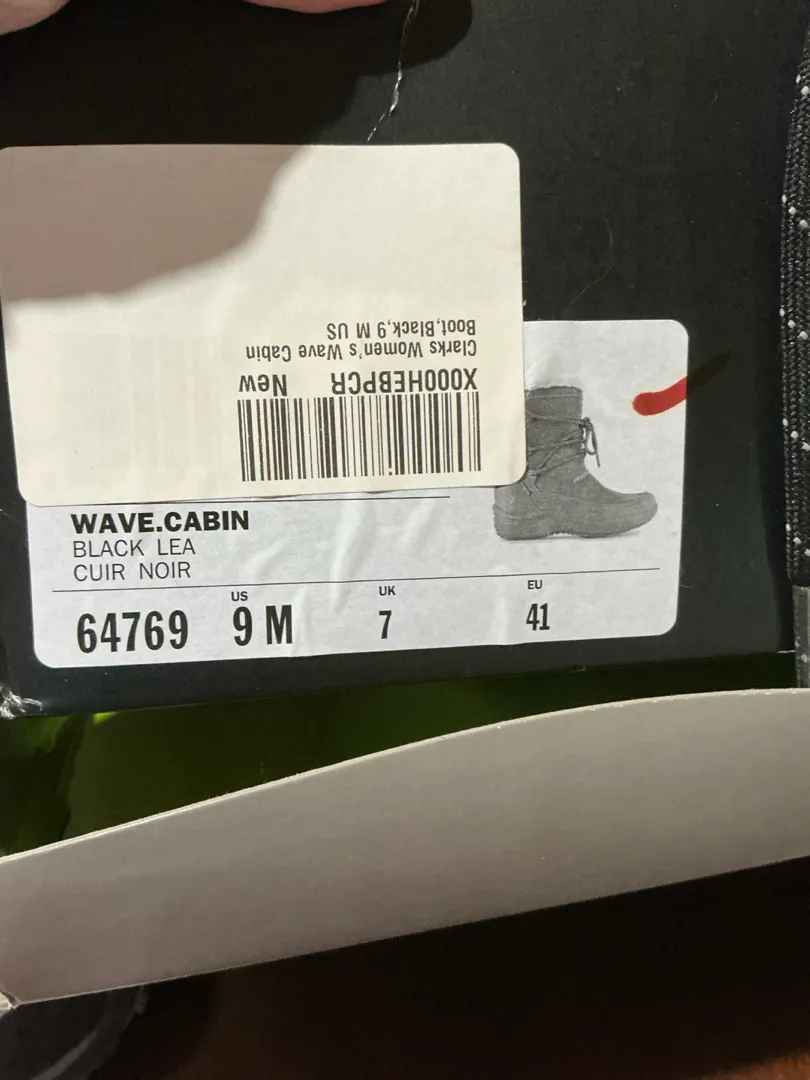 X000HEBPCR New
Clarks Women's Wave Cabin
Boot,Black,9 M US
WAVE.CABIN
BLACK LEA
CUIR NOIR
US UK EU
64769 9 M 7 41